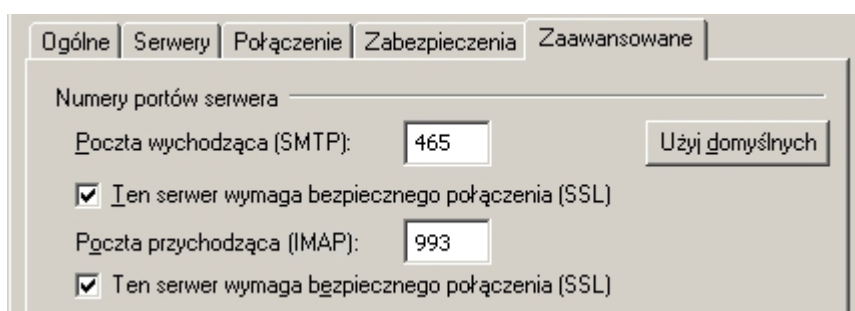 Ogólne Serwery Połączenie Zabezpieczenia Zaawansowane
Numery portów serwera
Poczta wychodząca (SMTP): 465 Użyj domyślnych
Ten serwer wymaga bezpiecznego połączenia (SSL)
Poczta przychodząca (IMAP): 993
Ten serwer wymaga bezpiecznego połączenia (SSL)